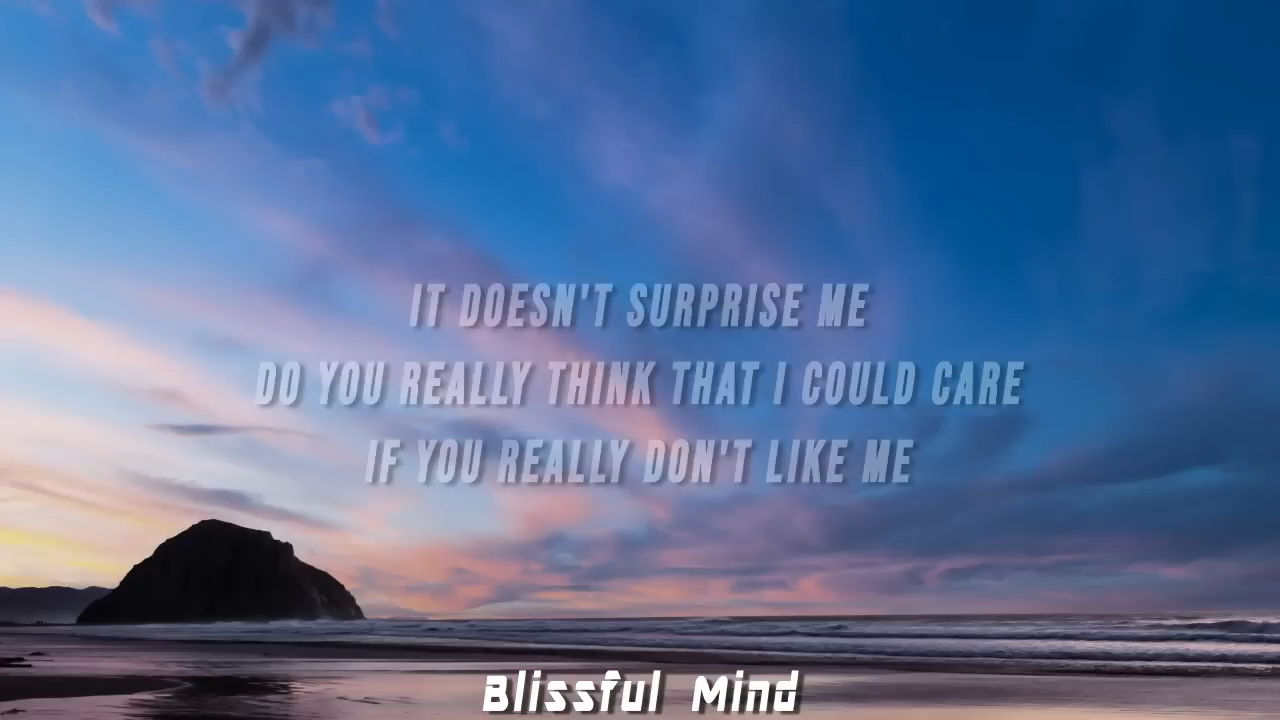 IT DOESN'T SURPRISE ME
DO YOU REALLY THINK THAT I COULD CARE
IF YOU REALLY DON'T LIKE ME
Blissful Mind